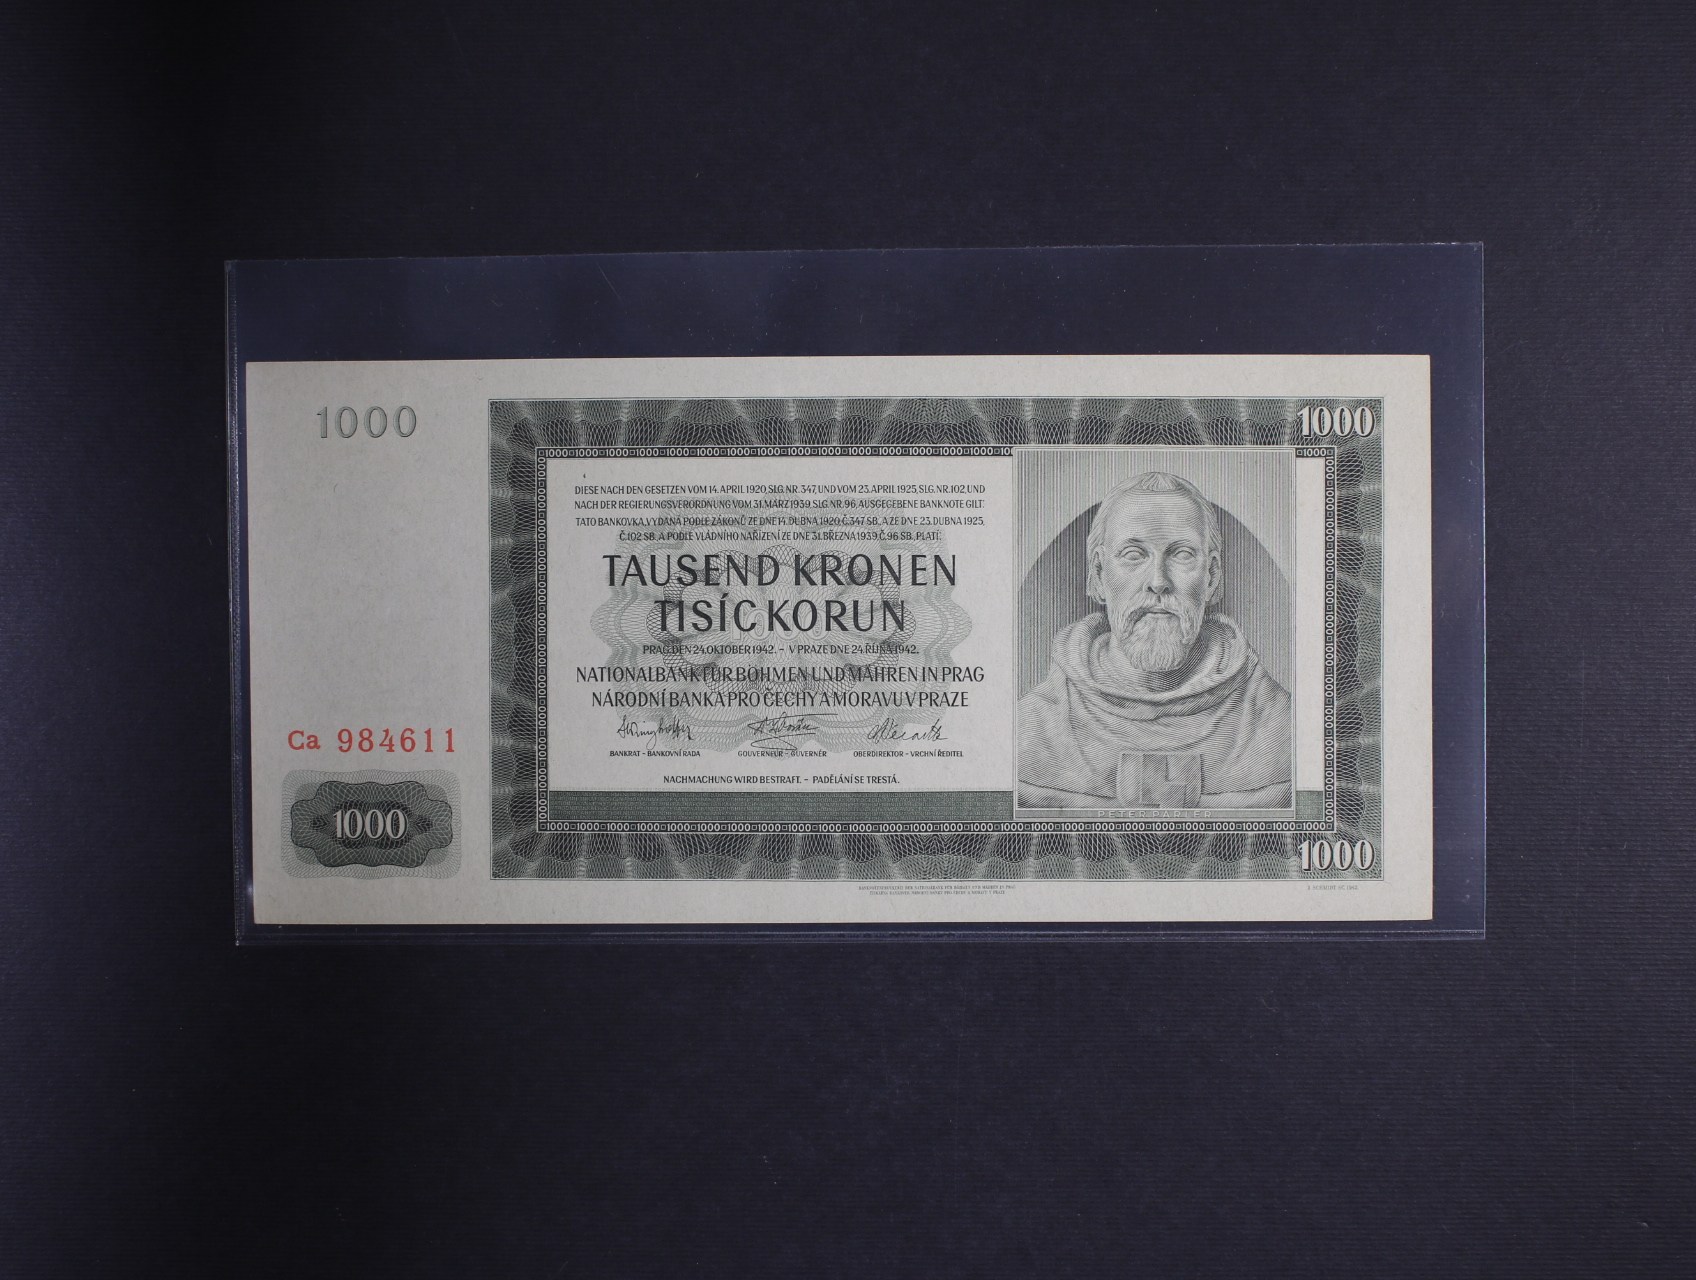 1000
1000
DIESE NACH DEN GESETZEN VOM 14. APRIL 1920, SLG. NR. 347, UND VOM 23. APRIL 1925, SLG. NR. 102, UND
NACH DER REGIERUNGSVERORDNUNG VOM 31. MÄRZ 1939, SLG. NR. 96, AUSGEGEBENE BANKNOTE GILT.
TATO BANKOVKA, VYDANÁ PODLE ZÁKONŮ ZE DNE 14. DUBNA 1920, Č. 347 SB., A ZE DNE 23. DUBNA 1925,
Č. 102 SB., A PODLE VLÁDNÍHO NAŘÍZENÍ ZE DNE 31. BŘEZNA 1939, Č. 96 SB., PLATÍ.
TAUSEND KRONEN
TISÍC KORUN
PRAG, DEN 24. OKTOBER 1942. – V PRAZE DNE 24. ŘÍJNA 1942.
NATIONALBANK FÜR BÖHMEN UND MÄHREN IN PRAG
NÁRODNÍ BANKA PRO ČECHY A MORAVU V PRAZE
BANKRAT – BANKOVNÍ RADA GOUVERNEUR – GUVERNÉR OBERDIREKTOR – VRCHNÍ ŘEDITEL
NACHMACHUNG WIRD BESTRAFT. – PADĚLÁNÍ SE TRESTÁ.
Ca 984611
1000
PETER PARLER
1000